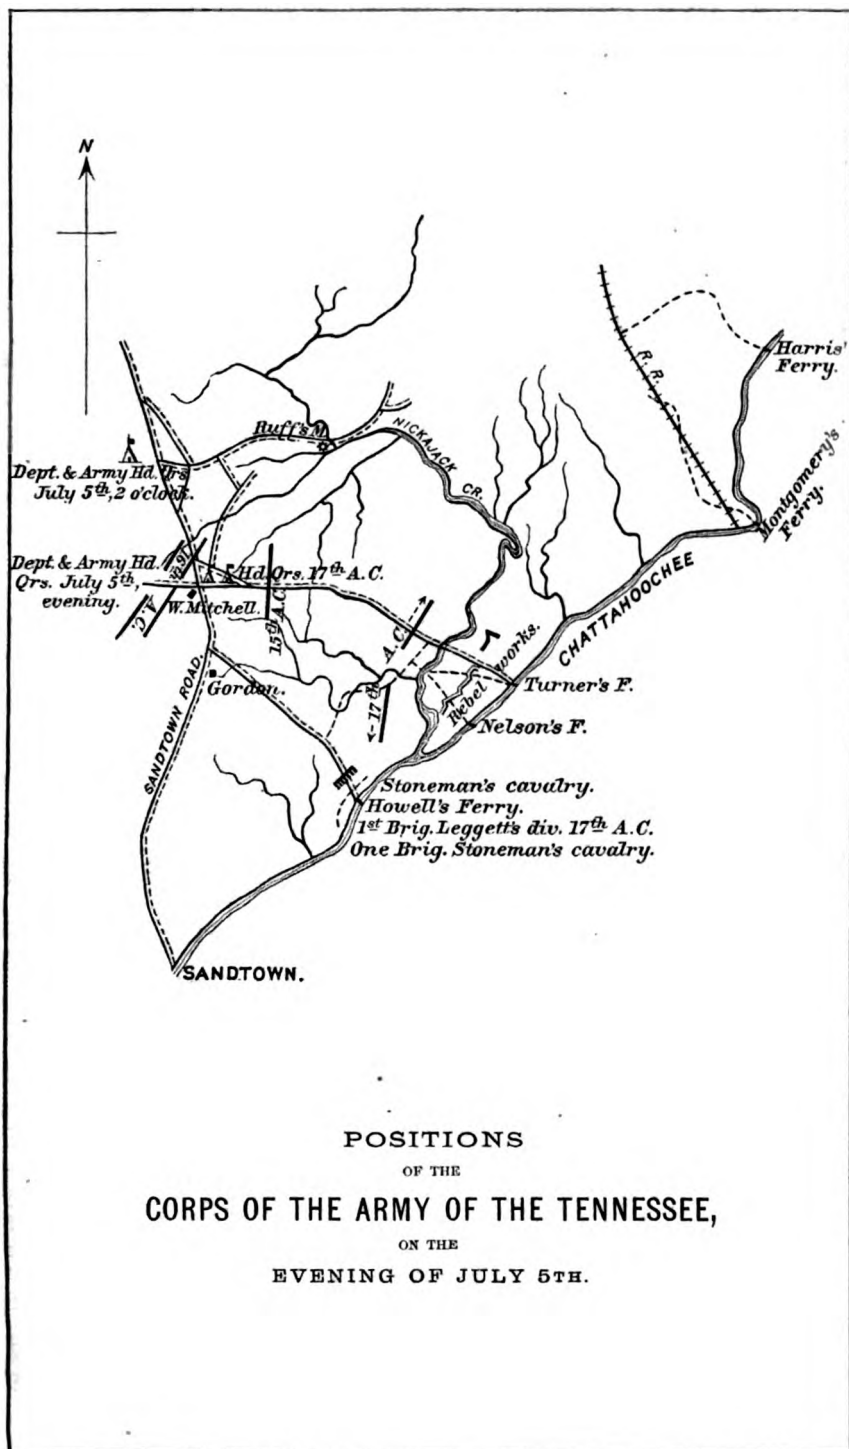 N
Harris'
Ferry.
R. R.
Ruff's M.
NICKAJACK CR.
Dept. & Army Hd. Qrs
July 5th, 2 o'clock.
Montgomery's
Ferry.
16th A.C.
Dept. & Army Hd.
Qrs. July 5th,
evening.
Hd. Qrs. 17th A.C.
W. Mitchell.
15th A.C.
CHATTAHOOCHEE
17th A.C.
Rebel works.
Turner's F.
Gordon.
Nelson's F.
SANDTOWN ROAD.
Stoneman's cavalry.
Howell's Ferry.
1st Brig. Leggett's div. 17th A.C.
One Brig. Stoneman's cavalry.
SANDTOWN.
POSITIONS
OF THE
CORPS OF THE ARMY OF THE TENNESSEE,
ON THE
EVENING OF JULY 5TH.